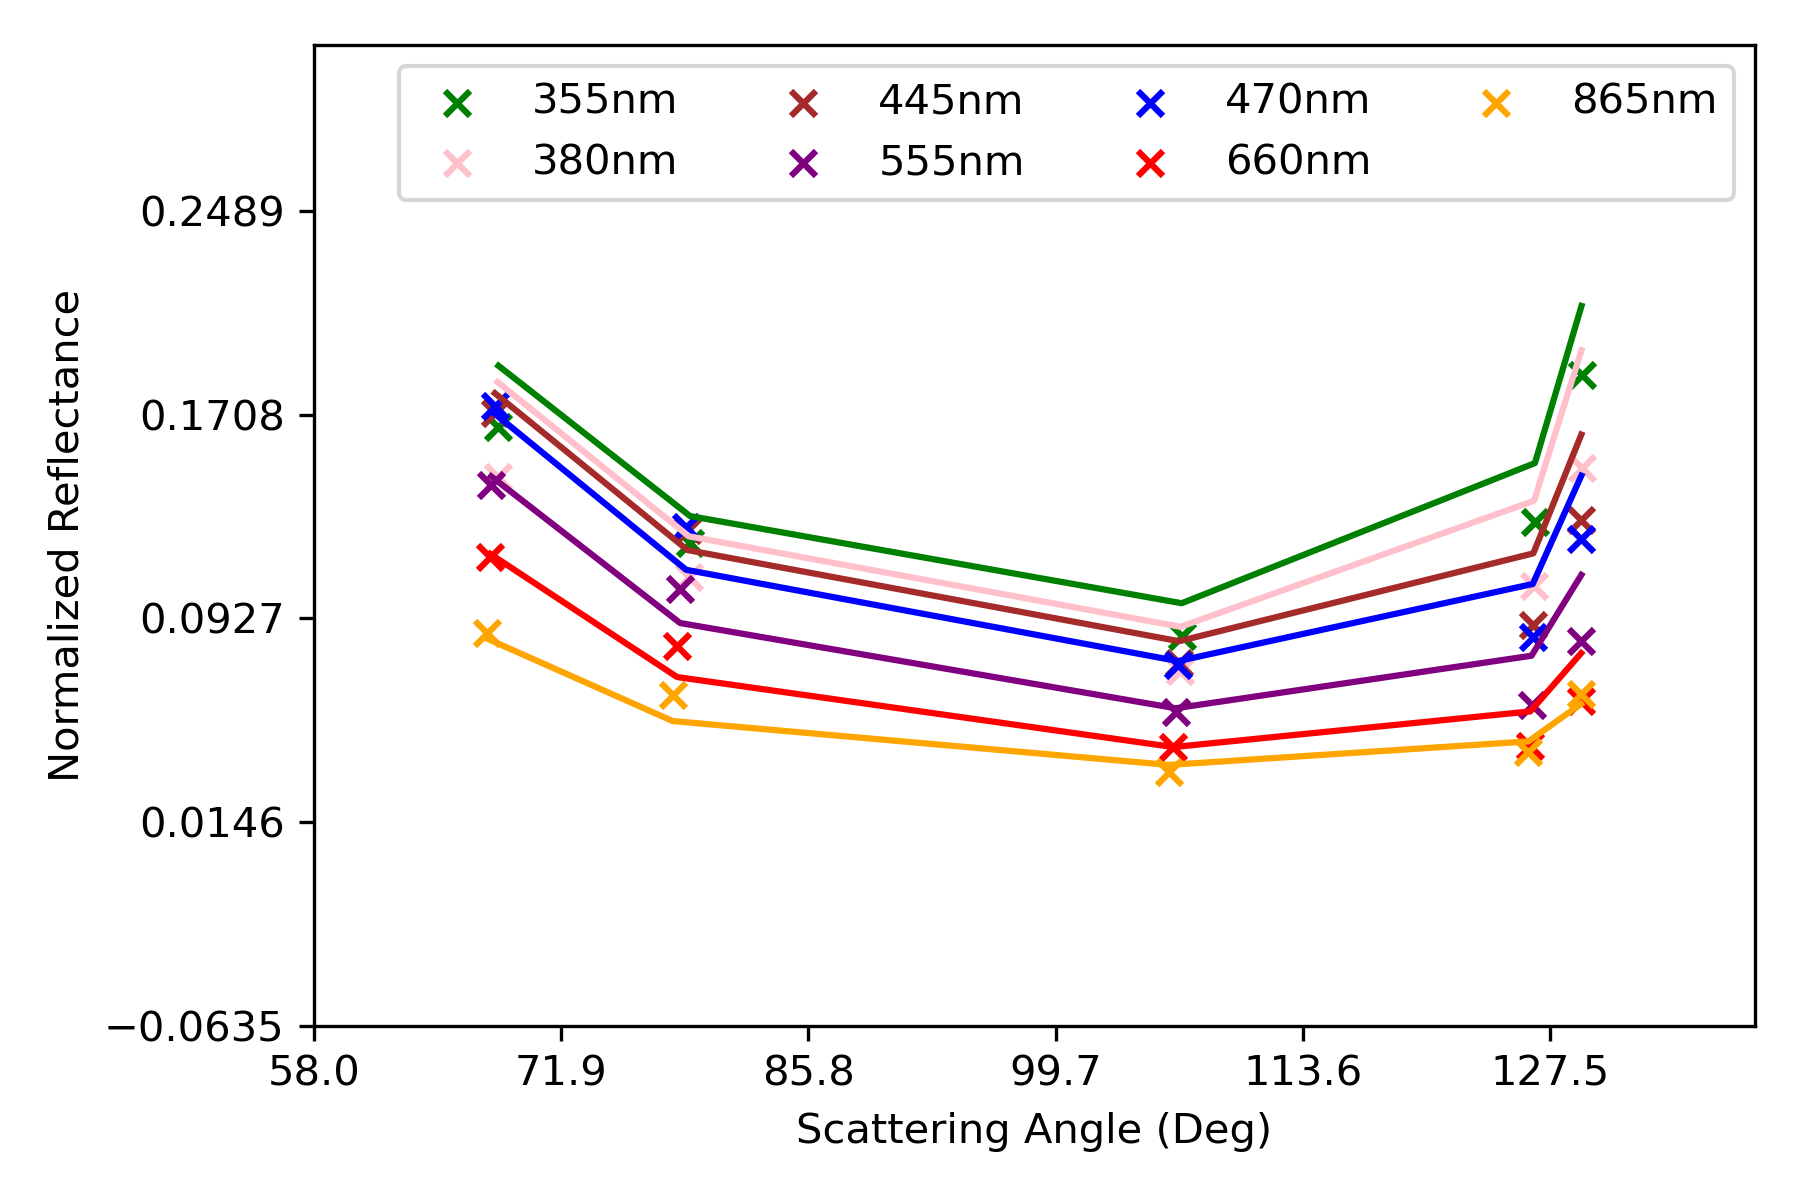 355nm 445nm 470nm 865nm
380nm 555nm 660nm
0.2489
0.1708
0.0927
0.0146
−0.0635
Normalized Reflectance
58.0 71.9 85.8 99.7 113.6 127.5
Scattering Angle (Deg)